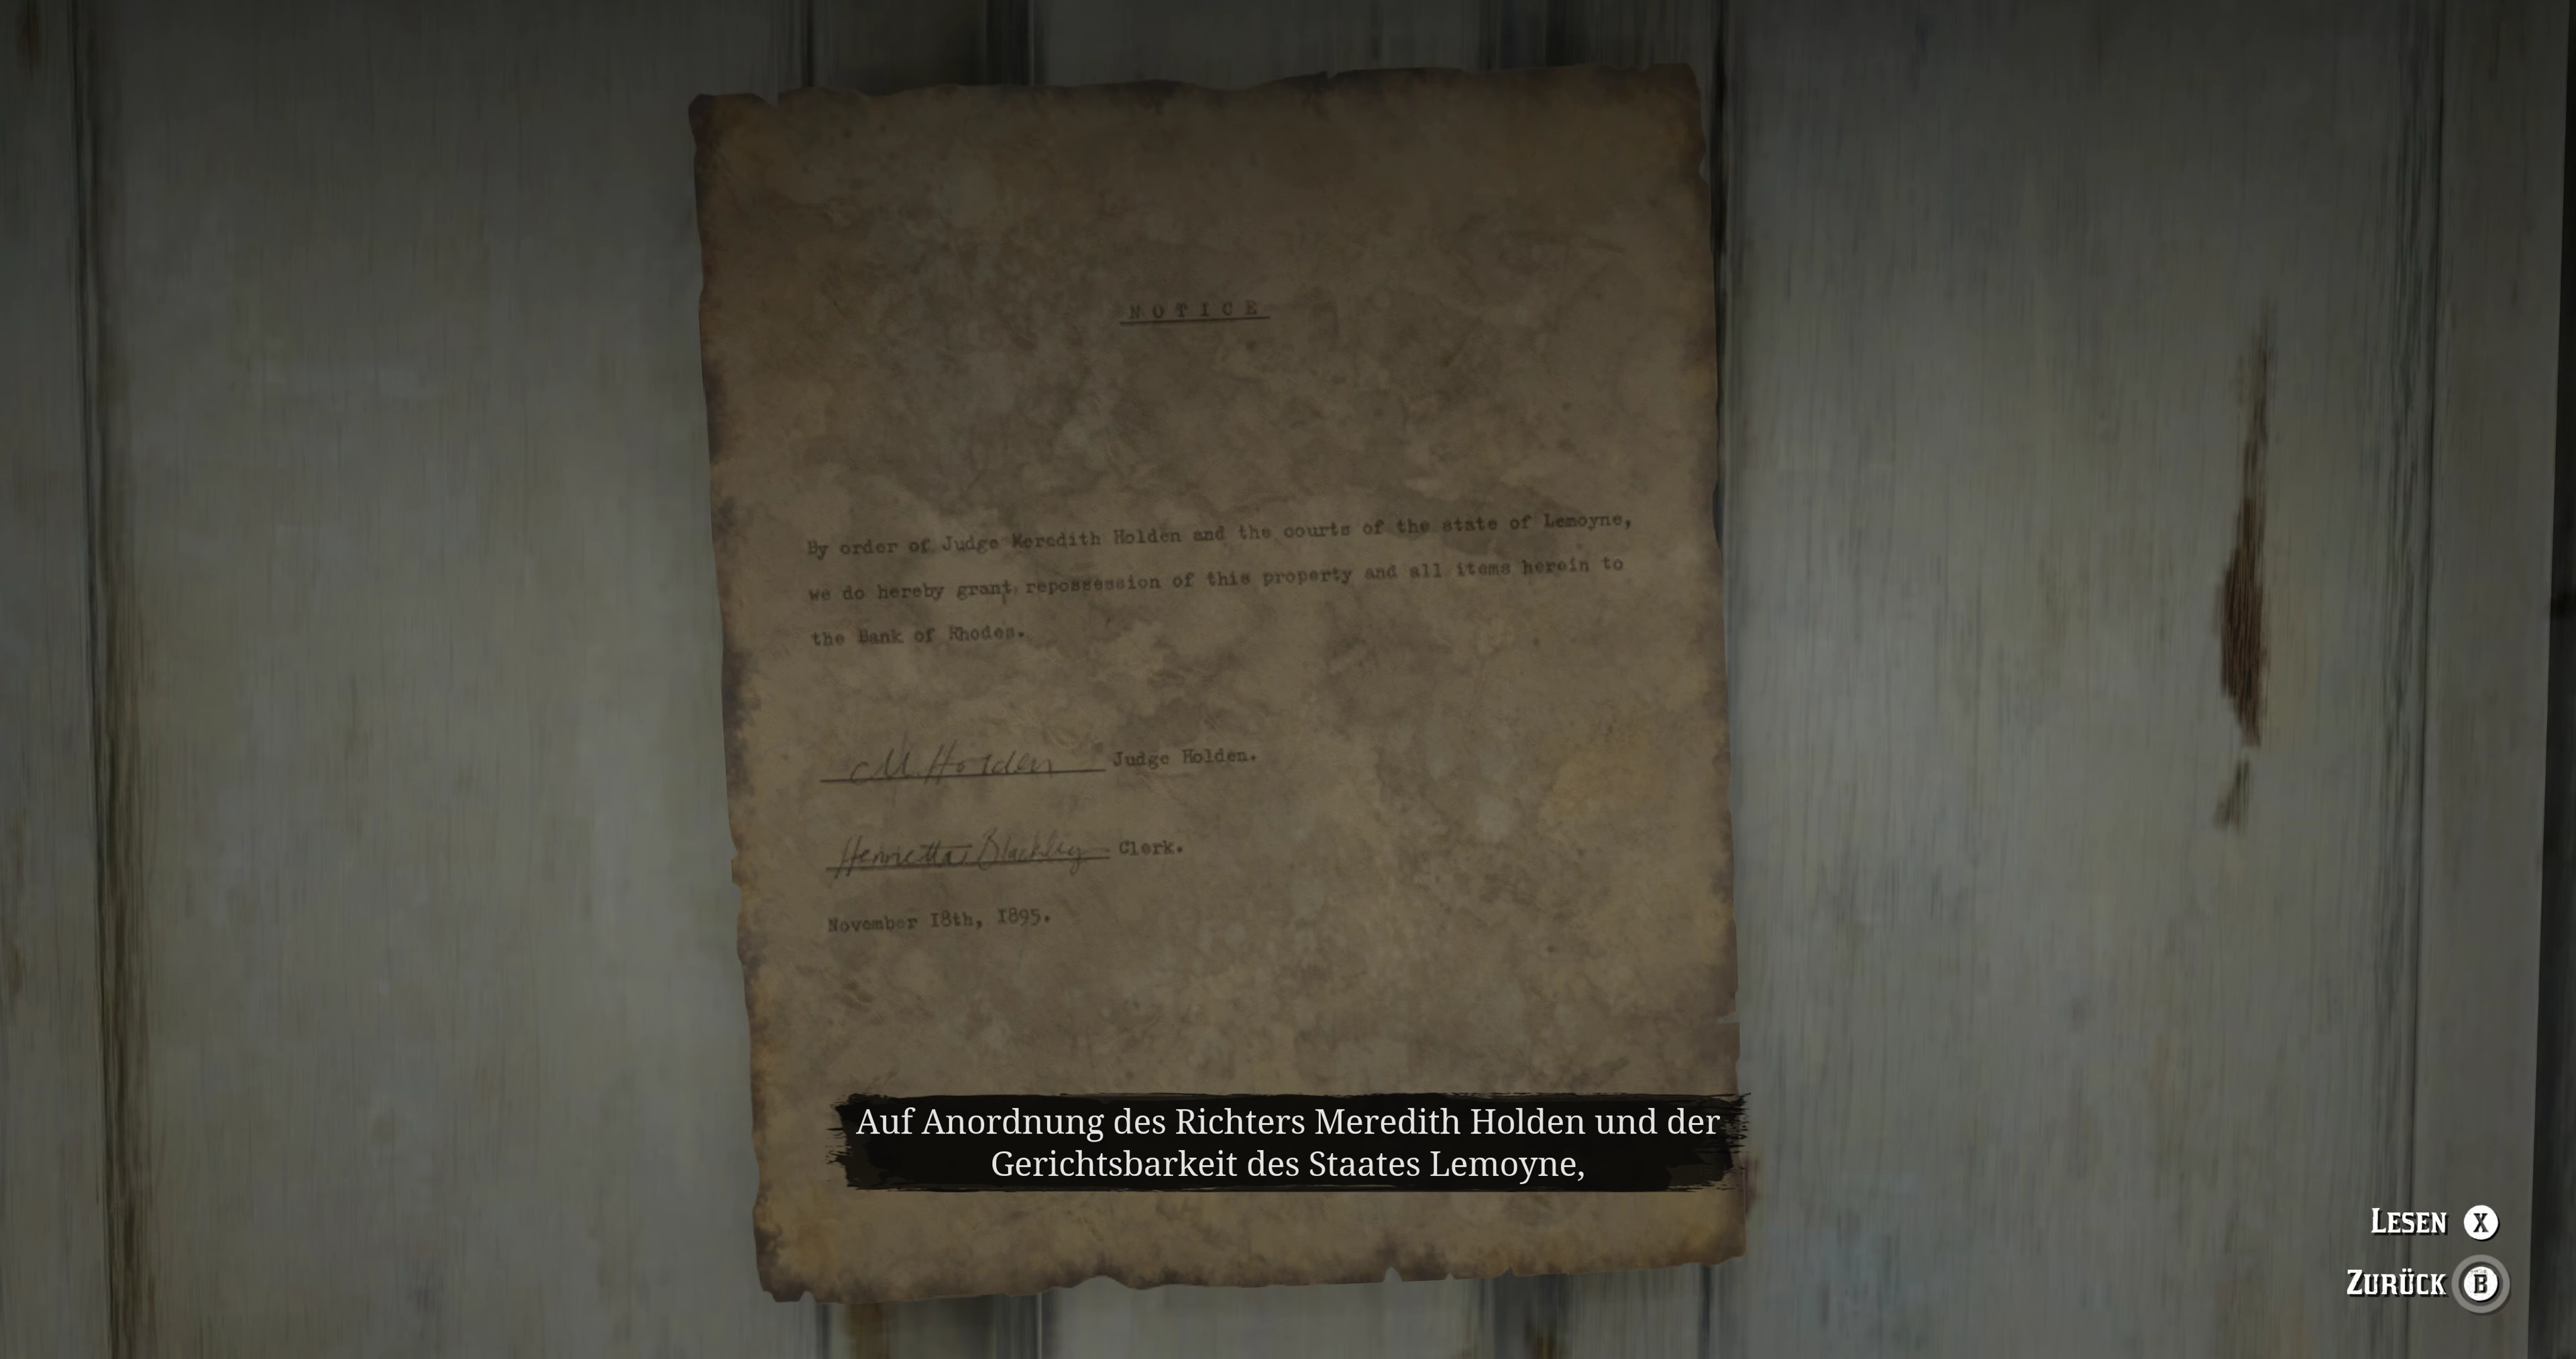 NOTICE
By order of Judge Meredith Holden and the courts of the state of Lemoyne,
we do hereby grant repossession of this property and all items herein to
the Bank of Rhodes.
M. Holden Judge Holden.
Henrietta Blackley Clerk.
November 18th, 1895.
Auf Anordnung des Richters Meredith Holden und der
Gerichtsbarkeit des Staates Lemoyne,
LESEN X
ZURÜCK B